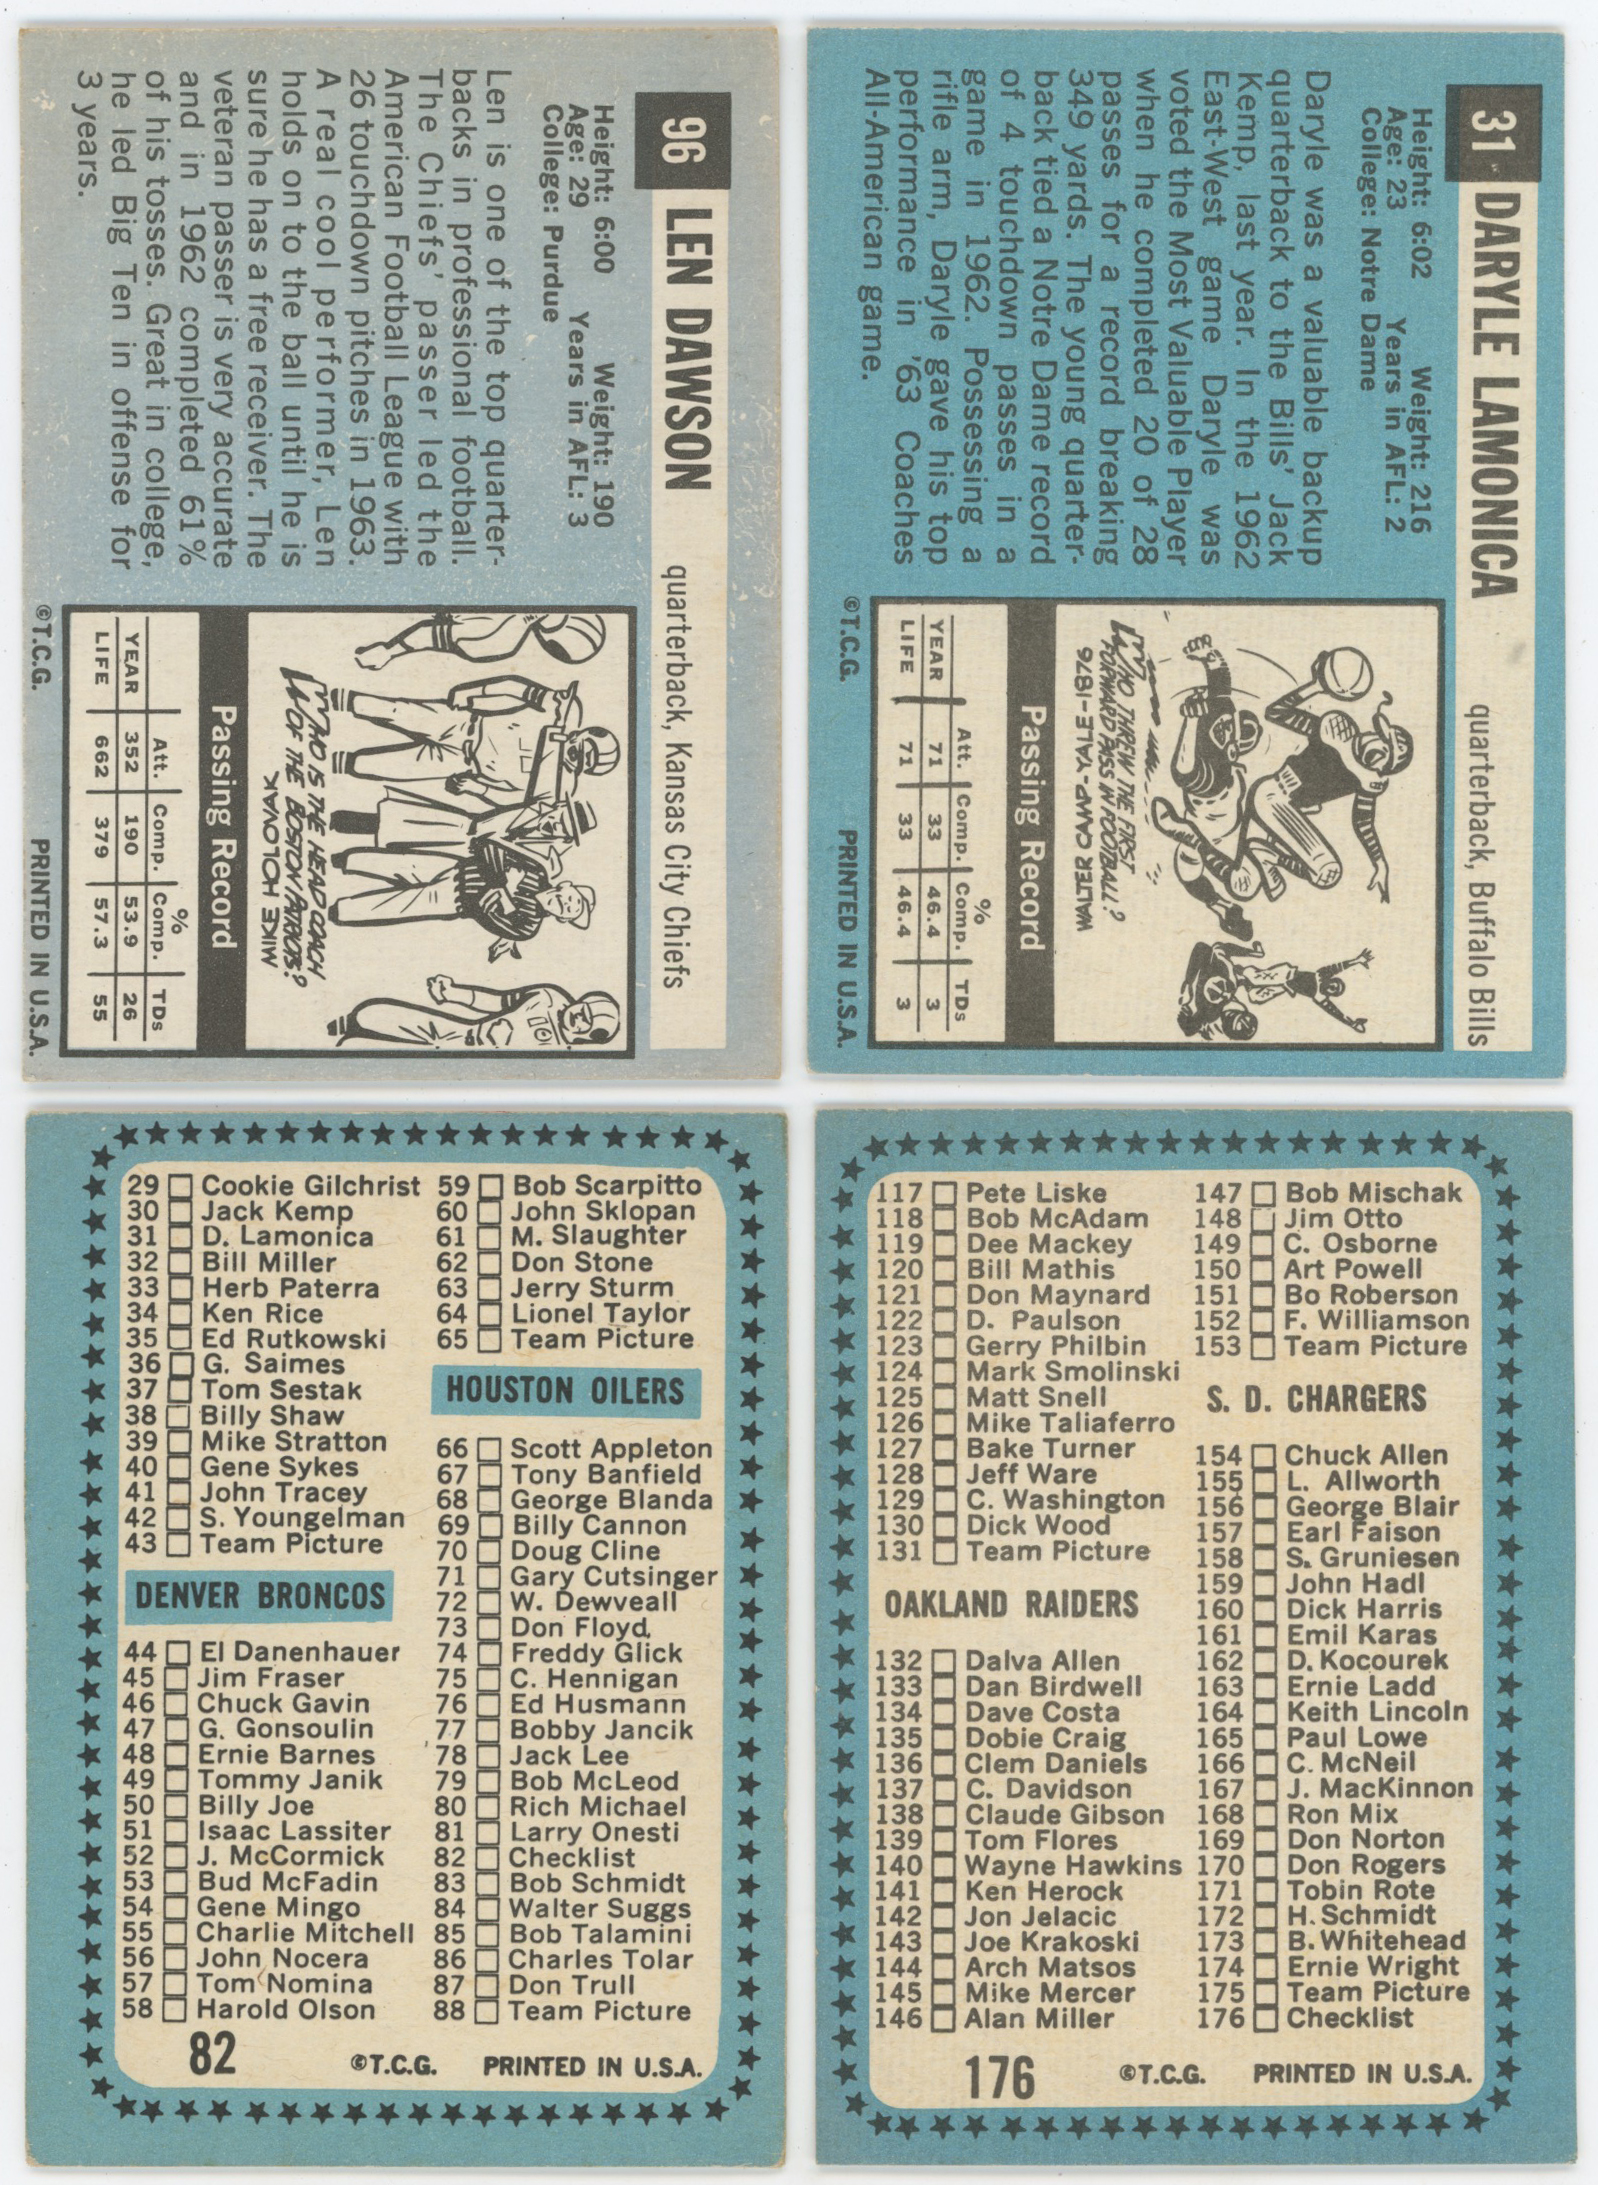 96 LEN DAWSON quarterback, Kansas City Chiefs
Height: 6:00 Weight: 190
Age: 29 Years in AFL: 3
College: Purdue
Len is one of the top quarter-
backs in professional football.
The Chiefs' passer led the
American Football League with
26 touchdown pitches in 1963.
A real cool performer, Len
holds on to the ball until he is
sure he has a free receiver. The
veteran passer is very accurate
and in 1962 completed 61%
of his tosses. Great in college,
he led Big Ten in offense for
3 years.
WHO IS THE HEAD COACH
OF THE BOSTON PATRIOTS?
MIKE HOLOVAK
Passing Record
Att. Comp. % Comp. TDs
YEAR 352 190 53.9 26
LIFE 662 379 57.3 55
©T.C.G. PRINTED IN U.S.A.
31 DARYLE LAMONICA quarterback, Buffalo Bills
Height: 6:02 Weight: 216
Age: 23 Years in AFL: 2
College: Notre Dame
Daryle was a valuable backup
quarterback to the Bills' Jack
Kemp, last year. In the 1962
East-West game Daryle was
voted the Most Valuable Player
when he completed 20 of 28
passes for a record breaking
349 yards. The young quarter-
back tied a Notre Dame record
of 4 touchdown passes in a
game in 1962. Possessing a
rifle arm, Daryle gave his top
performance in '63 Coaches
All-American game.
WHO THREW THE FIRST
FORWARD PASS IN FOOTBALL?
WALTER CAMP-YALE-1876
Passing Record
Att. Comp. % Comp. TDs
YEAR 71 33 46.4 3
LIFE 71 33 46.4 3
©T.C.G. PRINTED IN U.S.A.
29 Cookie Gilchrist
30 Jack Kemp
31 D. Lamonica
32 Bill Miller
33 Herb Paterra
34 Ken Rice
35 Ed Rutkowski
36 G. Saimes
37 Tom Sestak
38 Billy Shaw
39 Mike Stratton
40 Gene Sykes
41 John Tracey
42 S. Youngelman
43 Team Picture
DENVER BRONCOS
44 El Danenhauer
45 Jim Fraser
46 Chuck Gavin
47 G. Gonsoulin
48 Ernie Barnes
49 Tommy Janik
50 Billy Joe
51 Isaac Lassiter
52 J. McCormick
53 Bud McFadin
54 Gene Mingo
55 Charlie Mitchell
56 John Nocera
57 Tom Nomina
58 Harold Olson
59 Bob Scarpitto
60 John Sklopan
61 M. Slaughter
62 Don Stone
63 Jerry Sturm
64 Lionel Taylor
65 Team Picture
HOUSTON OILERS
66 Scott Appleton
67 Tony Banfield
68 George Blanda
69 Billy Cannon
70 Doug Cline
71 Gary Cutsinger
72 W. Dewveall
73 Don Floyd
74 Freddy Glick
75 C. Hennigan
76 Ed Husmann
77 Bobby Jancik
78 Jack Lee
79 Bob McLeod
80 Rich Michael
81 Larry Onesti
82 Checklist
83 Bob Schmidt
84 Walter Suggs
85 Bob Talamini
86 Charles Tolar
87 Don Trull
88 Team Picture
82 ©T.C.G. PRINTED IN U.S.A.
117 Pete Liske
118 Bob McAdam
119 Dee Mackey
120 Bill Mathis
121 Don Maynard
122 D. Paulson
123 Gerry Philbin
124 Mark Smolinski
125 Matt Snell
126 Mike Taliaferro
127 Bake Turner
128 Jeff Ware
129 C. Washington
130 Dick Wood
131 Team Picture
OAKLAND RAIDERS
132 Dalva Allen
133 Dan Birdwell
134 Dave Costa
135 Dobie Craig
136 Clem Daniels
137 C. Davidson
138 Claude Gibson
139 Tom Flores
140 Wayne Hawkins
141 Ken Herock
142 Jon Jelacic
143 Joe Krakoski
144 Arch Matsos
145 Mike Mercer
146 Alan Miller
147 Bob Mischak
148 Jim Otto
149 C. Osborne
150 Art Powell
151 Bo Roberson
152 F. Williamson
153 Team Picture
S. D. CHARGERS
154 Chuck Allen
155 L. Allworth
156 George Blair
157 Earl Faison
158 S. Gruniesen
159 John Hadl
160 Dick Harris
161 Emil Karas
162 D. Kocourek
163 Ernie Ladd
164 Keith Lincoln
165 Paul Lowe
166 C. McNeil
167 J. MacKinnon
168 Ron Mix
169 Don Norton
170 Don Rogers
171 Tobin Rote
172 H. Schmidt
173 B. Whitehead
174 Ernie Wright
175 Team Picture
176 Checklist
176 ©T.C.G. PRINTED IN U.S.A.